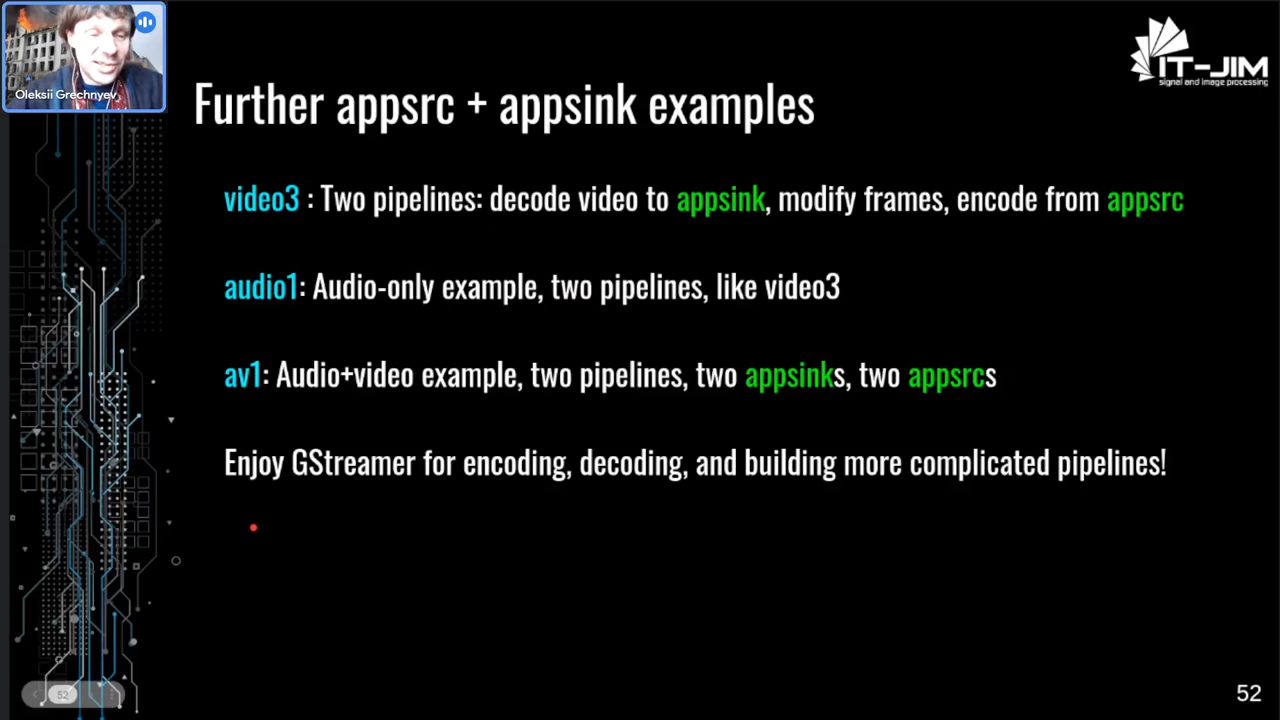 Oleksii Grechnyev
IT-JIM
signal and image processing
Further appsrc + appsink examples
video3 : Two pipelines: decode video to appsink, modify frames, encode from appsrc
audio1: Audio-only example, two pipelines, like video3
av1: Audio+video example, two pipelines, two appsinks, two appsrcs
Enjoy GStreamer for encoding, decoding, and building more complicated pipelines!
52
52